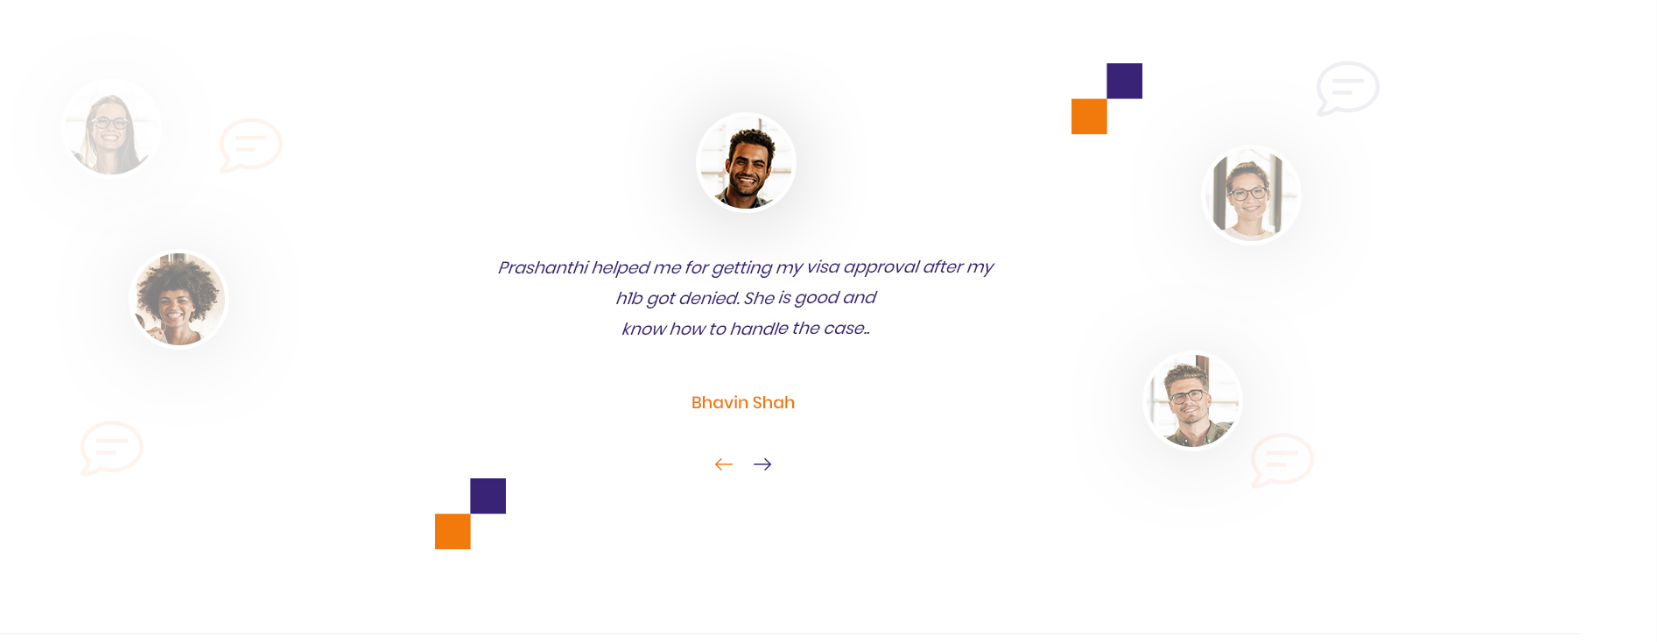 Prashanthi helped me for getting my visa approval after my
h1b got denied. She is good and
know how to handle the case..
Bhavin Shah